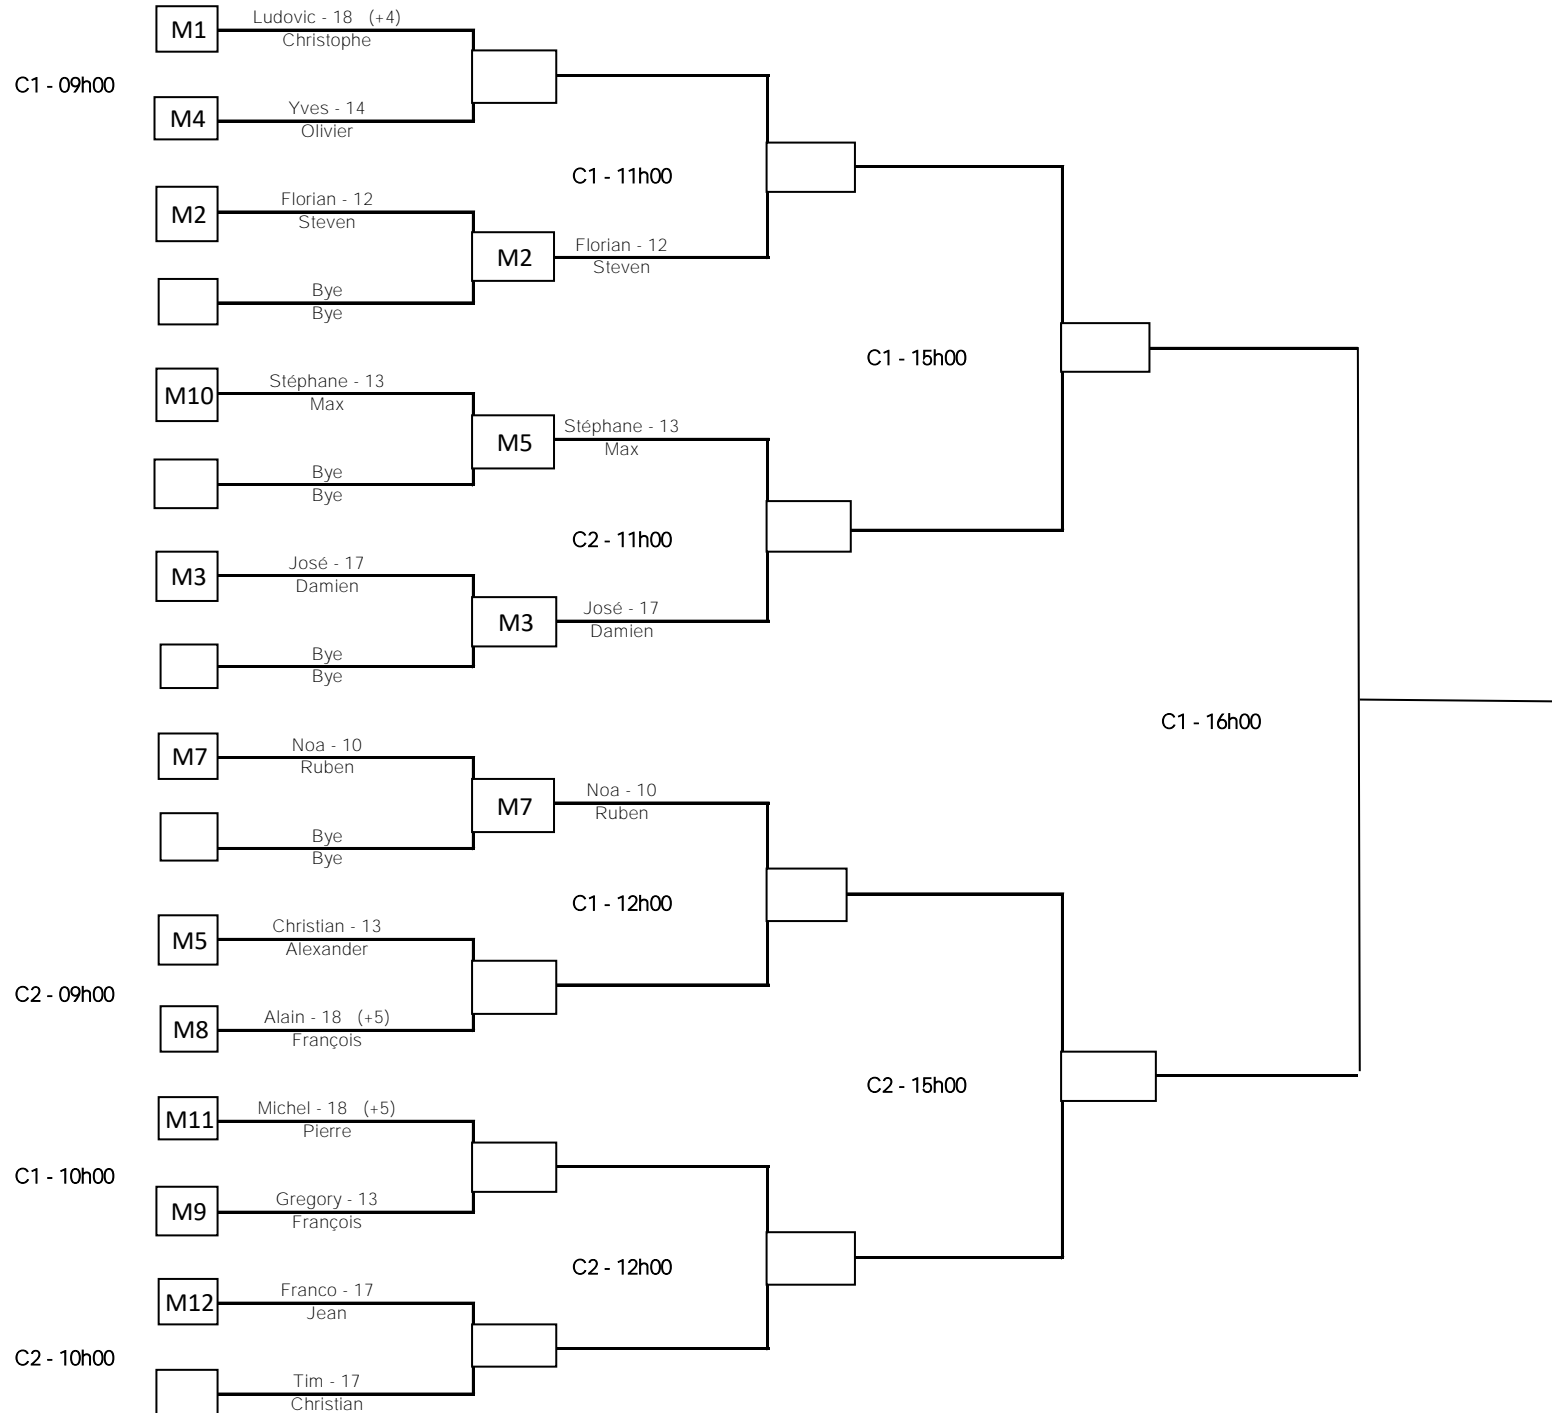 M1
Ludovic - 18 (+4)
Christophe
C1 - 09h00
M4
Yves - 14
Olivier
C1 - 11h00
M2
Florian - 12
Steven
M2
Florian - 12
Steven
Bye
Bye
C1 - 15h00
M10
Stéphane - 13
Max
M5
Stéphane - 13
Max
Bye
Bye
C2 - 11h00
M3
José - 17
Damien
M3
José - 17
Damien
Bye
Bye
C1 - 16h00
M7
Noa - 10
Ruben
M7
Noa - 10
Ruben
Bye
Bye
C1 - 12h00
M5
Christian - 13
Alexander
C2 - 09h00
M8
Alain - 18 (+5)
François
C2 - 15h00
M11
Michel - 18 (+5)
Pierre
C1 - 10h00
M9
Gregory - 13
François
C2 - 12h00
M12
Franco - 17
Jean
C2 - 10h00
Tim - 17
Christian